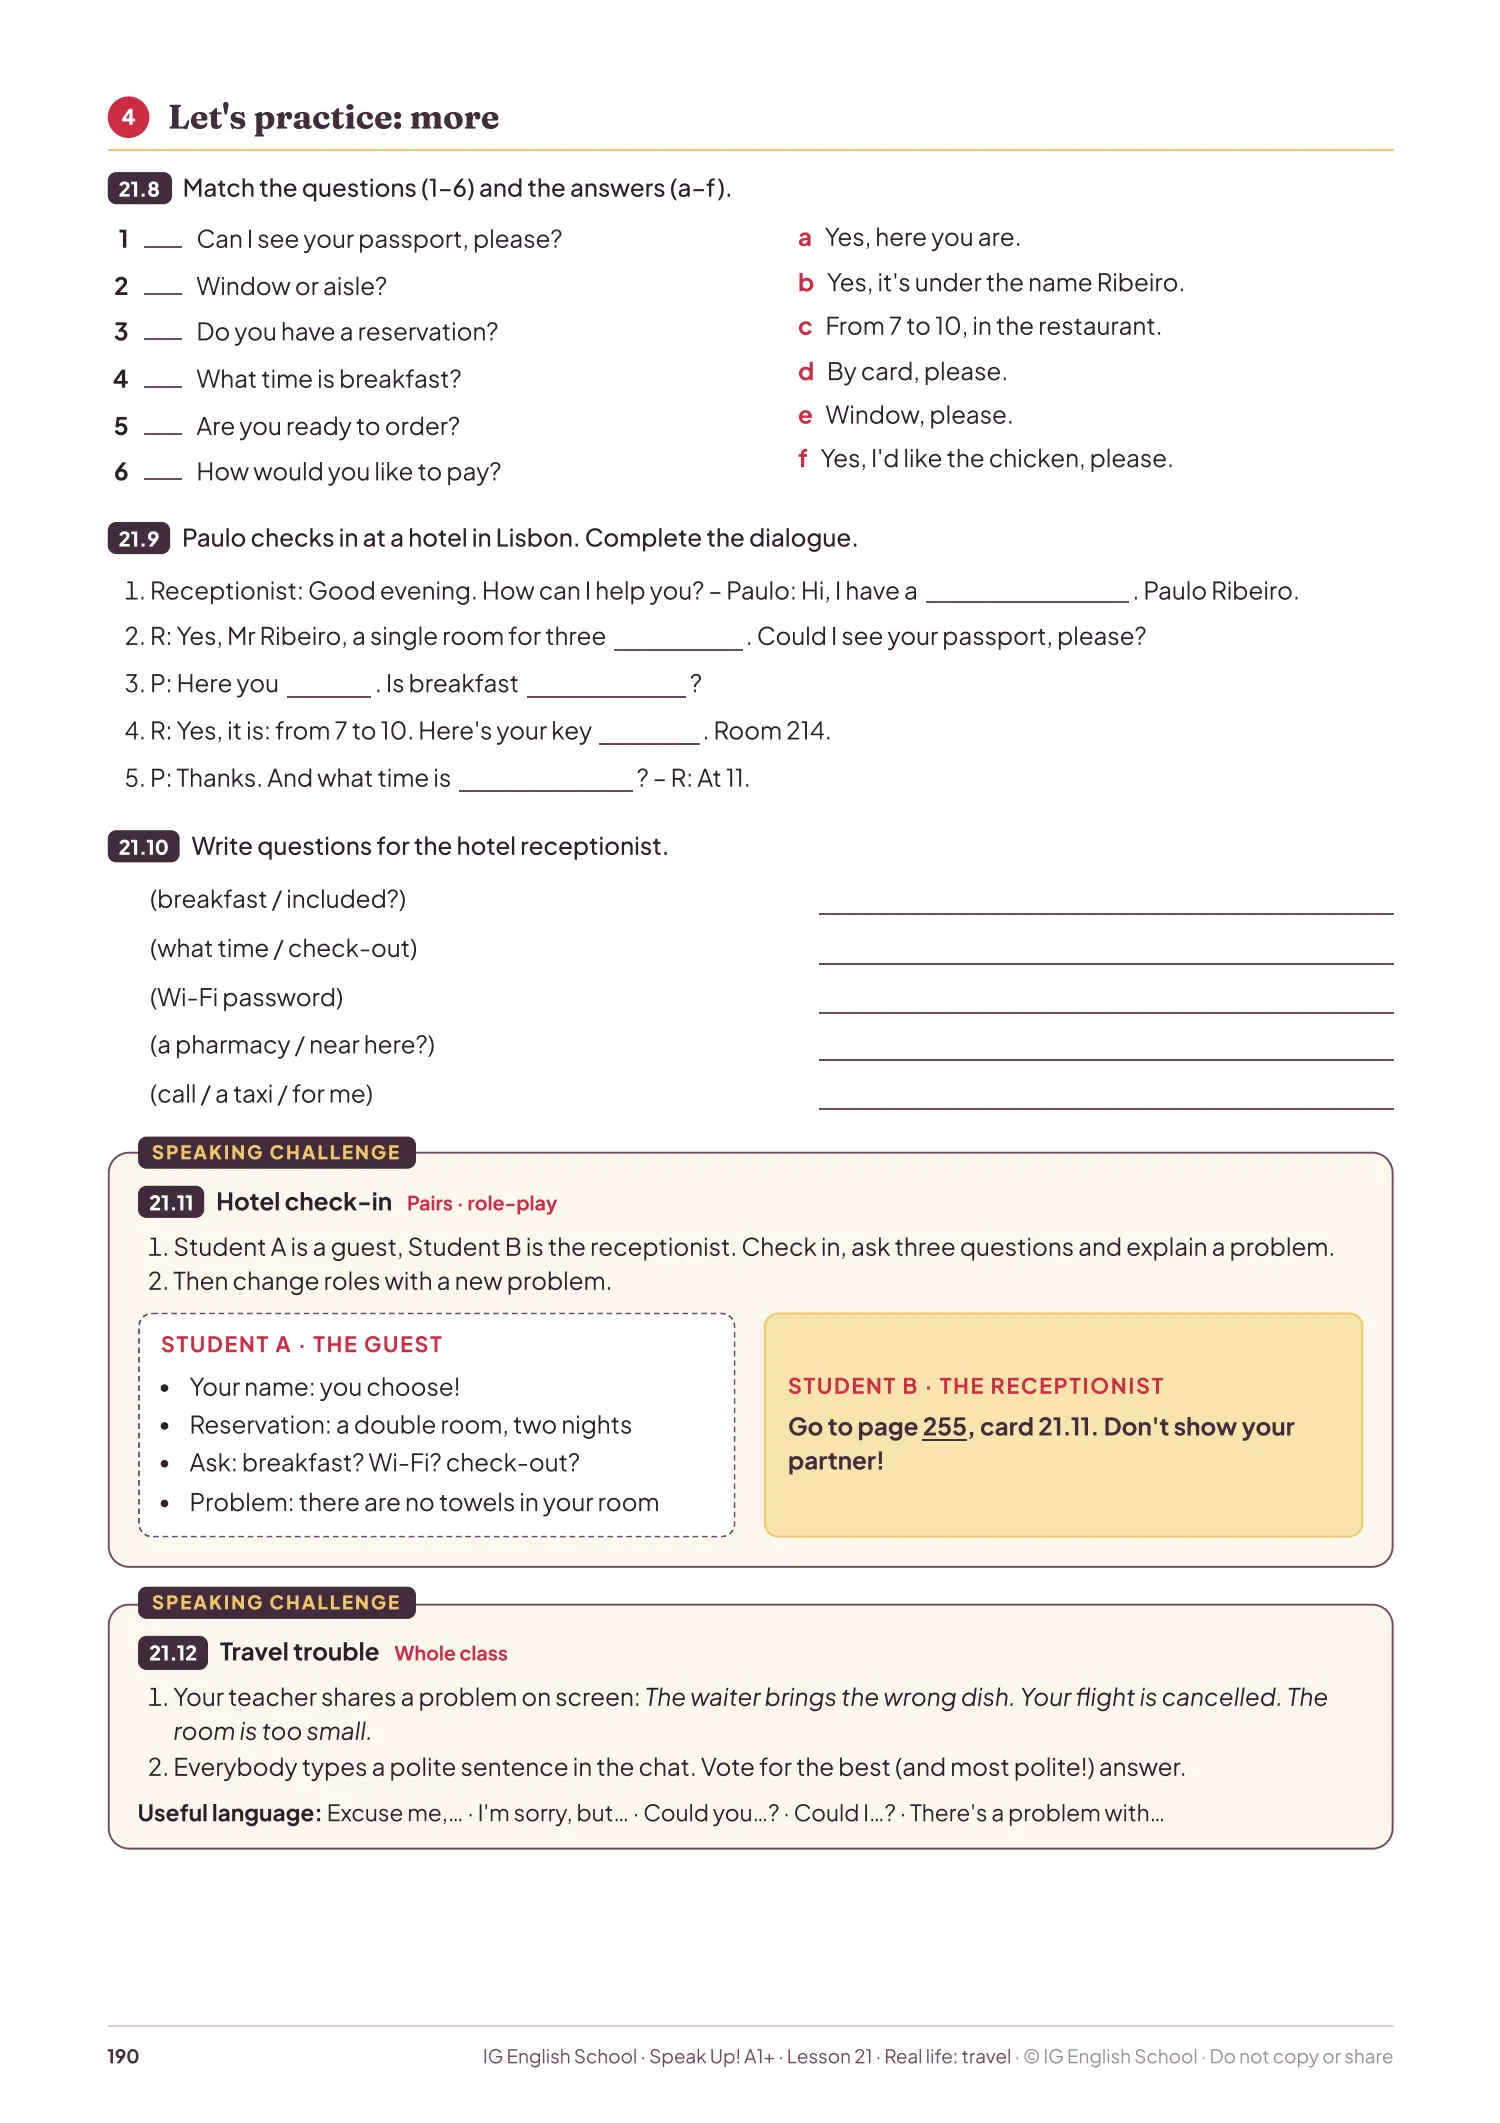 4 Let's practice: more
21.8 Match the questions (1–6) and the answers (a–f).
1 ___ Can I see your passport, please?
2 ___ Window or aisle?
3 ___ Do you have a reservation?
4 ___ What time is breakfast?
5 ___ Are you ready to order?
6 ___ How would you like to pay?
a Yes, here you are.
b Yes, it's under the name Ribeiro.
c From 7 to 10, in the restaurant.
d By card, please.
e Window, please.
f Yes, I'd like the chicken, please.
21.9 Paulo checks in at a hotel in Lisbon. Complete the dialogue.
1. Receptionist: Good evening. How can I help you? – Paulo: Hi, I have a ________________. Paulo Ribeiro.
2. R: Yes, Mr Ribeiro, a single room for three __________. Could I see your passport, please?
3. P: Here you ______. Is breakfast ____________?
4. R: Yes, it is: from 7 to 10. Here's your key ________. Room 214.
5. P: Thanks. And what time is ______________? – R: At 11.
21.10 Write questions for the hotel receptionist.
(breakfast / included?)
(what time / check-out)
(Wi-Fi password)
(a pharmacy / near here?)
(call / a taxi / for me)
SPEAKING CHALLENGE
21.11 Hotel check-in Pairs · role-play
1. Student A is a guest, Student B is the receptionist. Check in, ask three questions and explain a problem.
2. Then change roles with a new problem.
STUDENT A · THE GUEST
• Your name: you choose!
• Reservation: a double room, two nights
• Ask: breakfast? Wi-Fi? check-out?
• Problem: there are no towels in your room
STUDENT B · THE RECEPTIONIST
Go to page 255, card 21.11. Don't show your
partner!
SPEAKING CHALLENGE
21.12 Travel trouble Whole class
1. Your teacher shares a problem on screen: The waiter brings the wrong dish. Your flight is cancelled. The
room is too small.
2. Everybody types a polite sentence in the chat. Vote for the best (and most polite!) answer.
Useful language: Excuse me,… · I'm sorry, but… · Could you…? · Could I…? · There's a problem with…
190 IG English School · Speak Up! A1+ · Lesson 21 · Real life: travel · © IG English School · Do not copy or share